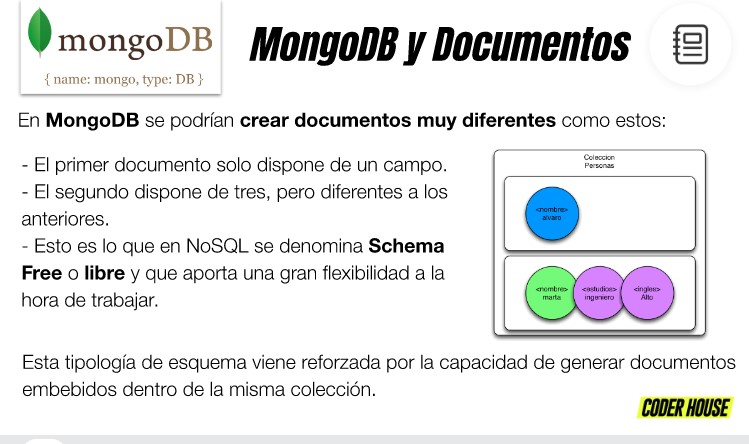 mongoDB
{ name: mongo, type: DB }
MongoDB y Documentos
En MongoDB se podrían crear documentos muy diferentes como estos:
- El primer documento solo dispone de un campo.
- El segundo dispone de tres, pero diferentes a los
anteriores.
- Esto es lo que en NoSQL se denomina Schema
Free o libre y que aporta una gran flexibilidad a la
hora de trabajar.
Coleccion
Personas
<nombre>
alvaro
<nombre>
marta
<estudios>
ingeniero
<ingles>
Alto
Esta tipología de esquema viene reforzada por la capacidad de generar documentos
embebidos dentro de la misma colección.
CODER HOUSE